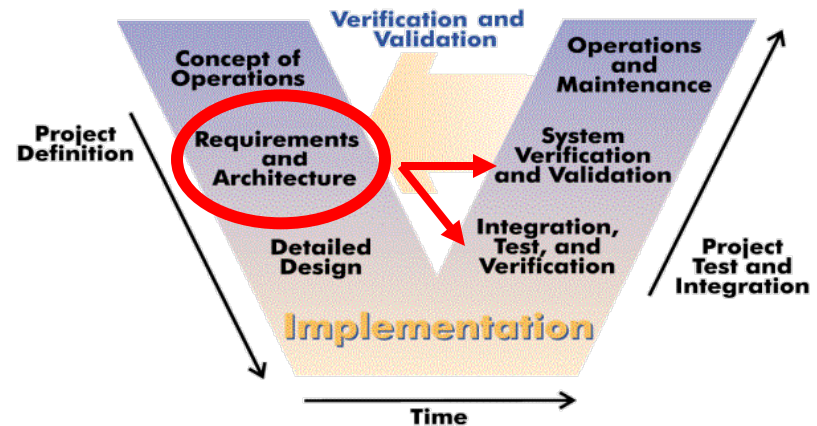 Verification and
Validation
Concept of
Operations
Operations
and
Maintenance
Project
Definition
Requirements
and
Architecture
System
Verification
and Validation
Detailed
Design
Integration,
Test, and
Verification
Project
Test and
Integration
Implementation
Time